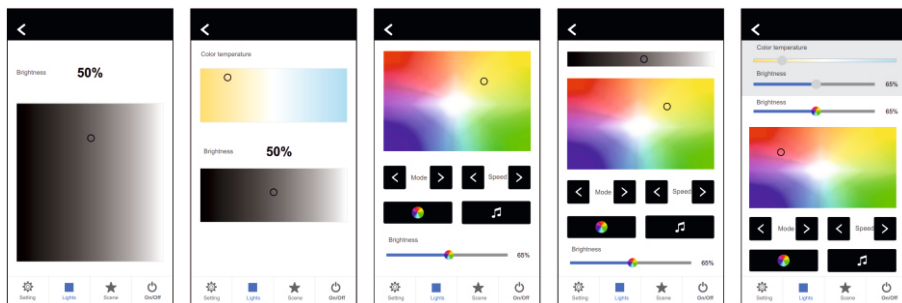 Brightness 50%
Setting Lights Scene On/Off
Color temperature
Brightness 50%
Setting Lights Scene On/Off
Mode Speed
Brightness
65%
Setting Lights Scene On/Off
Mode Speed
Brightness
65%
Setting Lights Scene On/Off
Color temperature
Brightness
65%
Brightness
65%
Mode Speed
Setting Lights Scene On/Off